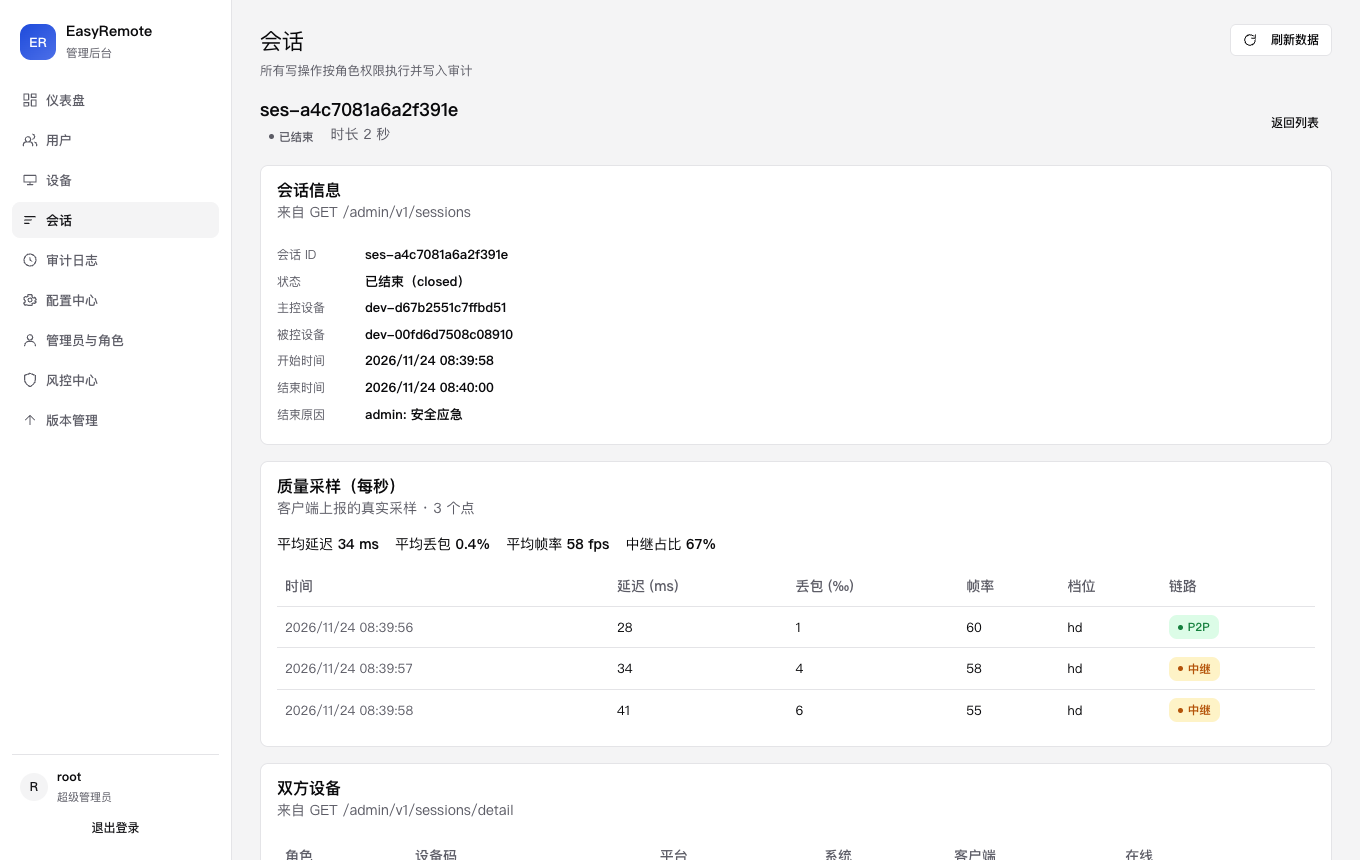 ER
EasyRemote
管理后台
仪表盘
用户
设备
会话
审计日志
配置中心
管理员与角色
风控中心
版本管理
R
root
超级管理员
退出登录
会话
所有写操作按角色权限执行并写入审计
刷新数据
ses-a4c7081a6a2f391e
已结束 时长 2 秒
返回列表
会话信息
来自 GET /admin/v1/sessions
会话 ID ses-a4c7081a6a2f391e
状态 已结束（closed）
主控设备 dev-d67b2551c7ffbd51
被控设备 dev-00fd6d7508c08910
开始时间 2026/11/24 08:39:58
结束时间 2026/11/24 08:40:00
结束原因 admin: 安全应急
质量采样（每秒）
客户端上报的真实采样 · 3 个点
平均延迟 34 ms 平均丢包 0.4% 平均帧率 58 fps 中继占比 67%
时间 延迟 (ms) 丢包 (‰) 帧率 档位 链路
2026/11/24 08:39:56 28 1 60 hd P2P
2026/11/24 08:39:57 34 4 58 hd 中继
2026/11/24 08:39:58 41 6 55 hd 中继
双方设备
来自 GET /admin/v1/sessions/detail
角色 设备码 平台 系统 客户端 在线